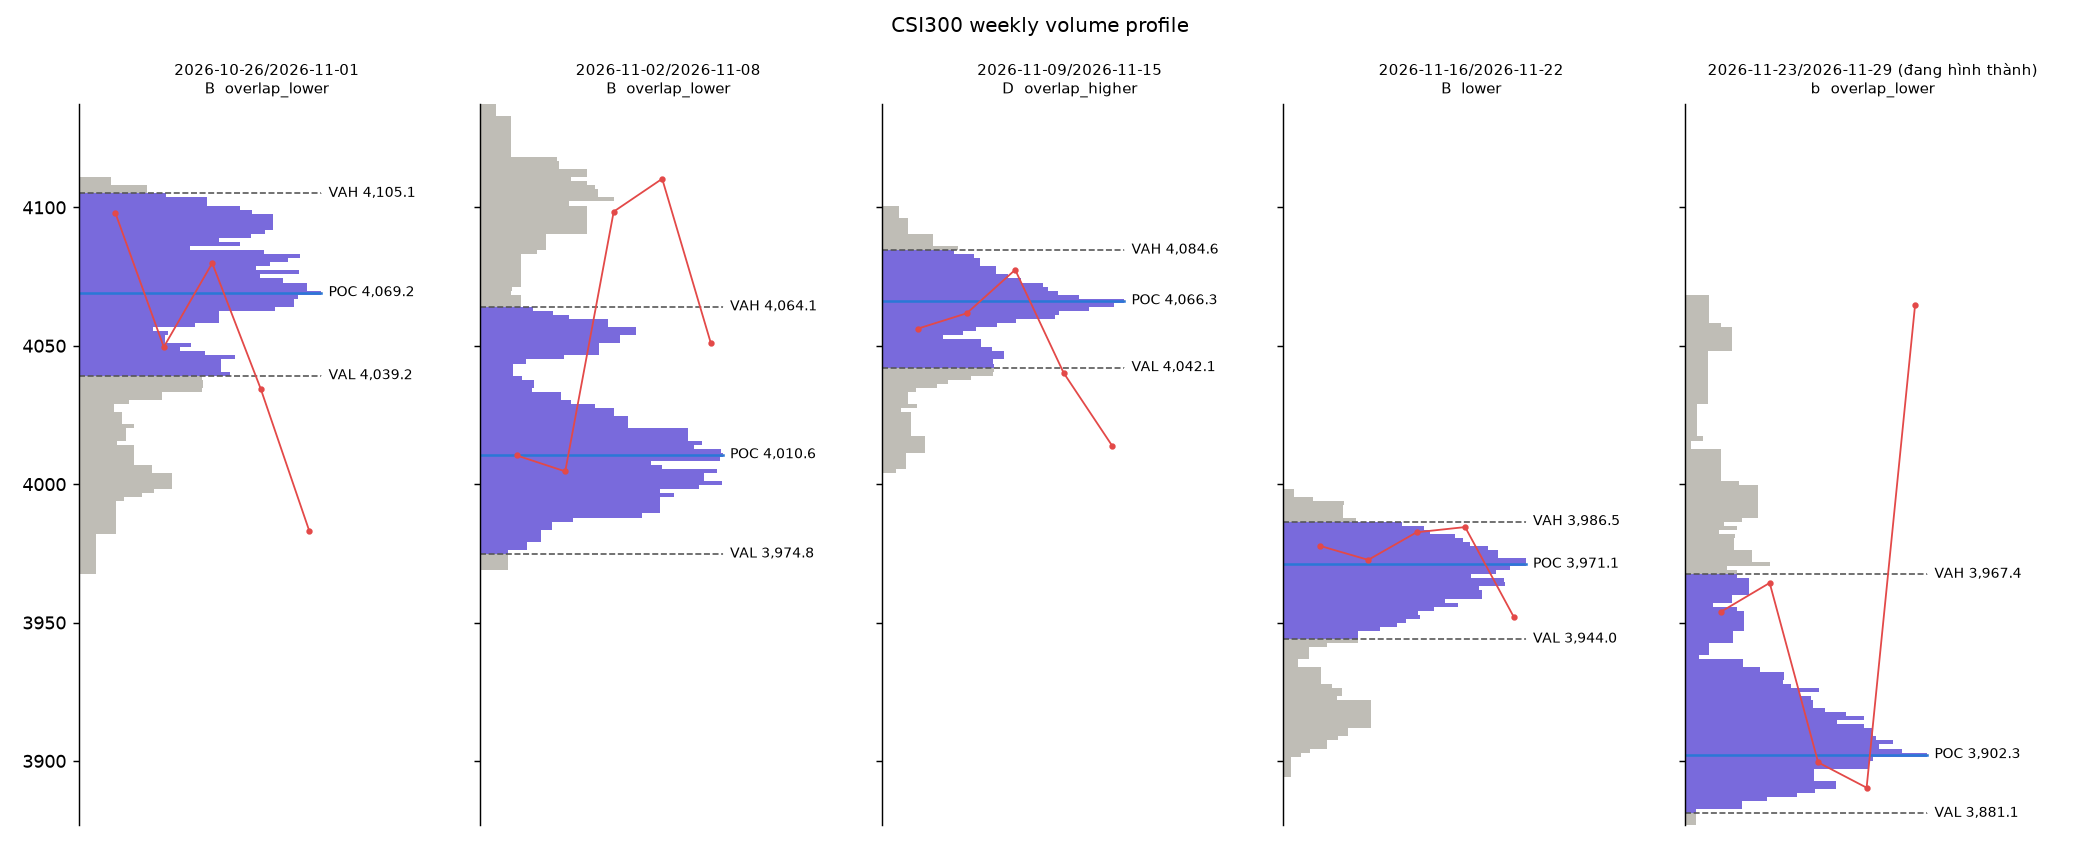 CSI300 weekly volume profile
2026-10-26/2026-11-01
B  overlap_lower
2026-11-02/2026-11-08
B  overlap_lower
2026-11-09/2026-11-15
D  overlap_higher
2026-11-16/2026-11-22
B  lower
2026-11-23/2026-11-29 (đang hình thành)
b  overlap_lower
4100
4050
4000
3950
3900
VAH 4,105.1
POC 4,069.2
VAL 4,039.2
VAH 4,064.1
POC 4,010.6
VAL 3,974.8
VAH 4,084.6
POC 4,066.3
VAL 4,042.1
VAH 3,986.5
POC 3,971.1
VAL 3,944.0
VAH 3,967.4
POC 3,902.3
VAL 3,881.1